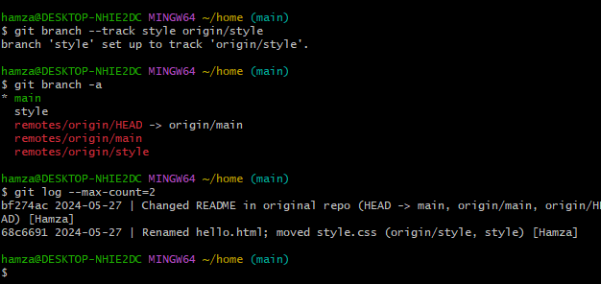 hamza@DESKTOP-NHIE2DC MINGW64 ~/home (main)
$ git branch --track style origin/style
branch 'style' set up to track 'origin/style'.
hamza@DESKTOP-NHIE2DC MINGW64 ~/home (main)
$ git branch -a
* main
style
remotes/origin/HEAD -> origin/main
remotes/origin/main
remotes/origin/style
hamza@DESKTOP-NHIE2DC MINGW64 ~/home (main)
$ git log --max-count=2
bf274ac 2024-05-27 | Changed README in original repo (HEAD -> main, origin/main, origin/HE
AD) [Hamza]
68c6691 2024-05-27 | Renamed hello.html; moved style.css (origin/style, style) [Hamza]
hamza@DESKTOP-NHIE2DC MINGW64 ~/home (main)
$